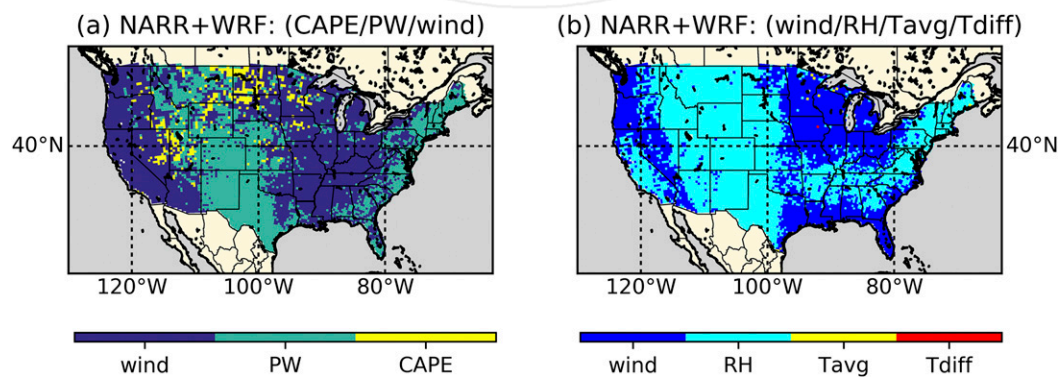 (a) NARR+WRF: (CAPE/PW/wind)
(b) NARR+WRF: (wind/RH/Tavg/Tdiff)
40°N
40°N
120°W 100°W 80°W
120°W 100°W 80°W
wind PW CAPE
wind RH Tavg Tdiff